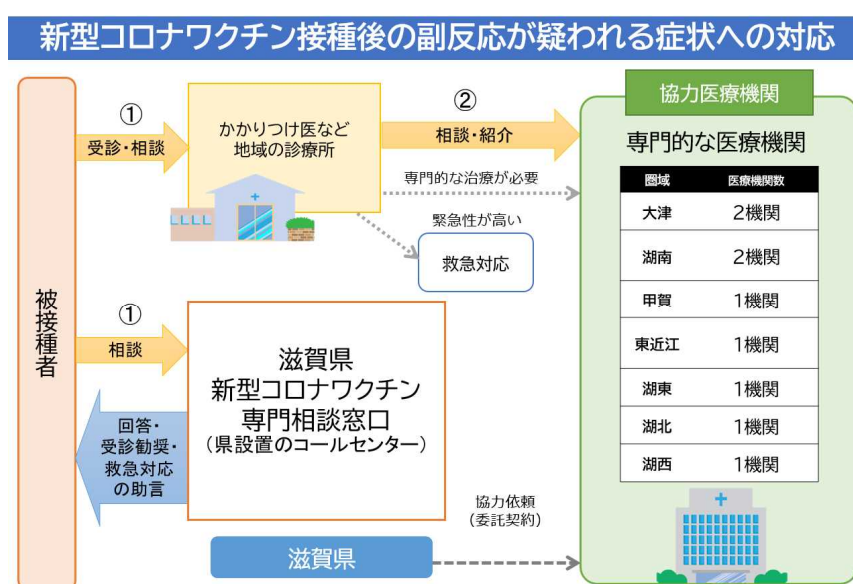 新型コロナワクチン接種後の副反応が疑われる症状への対応
被接種者
①
受診・相談
かかりつけ医など
地域の診療所
②
相談・紹介
専門的な治療が必要
緊急性が高い
救急対応
①
相談
回答・
受診勧奨・
救急対応
の助言
滋賀県
新型コロナワクチン
専門相談窓口
（県設置のコールセンター）
滋賀県
協力依頼
（委託契約）
協力医療機関
専門的な医療機関
圏域 医療機関数
大津 2機関
湖南 2機関
甲賀 1機関
東近江 1機関
湖東 1機関
湖北 1機関
湖西 1機関